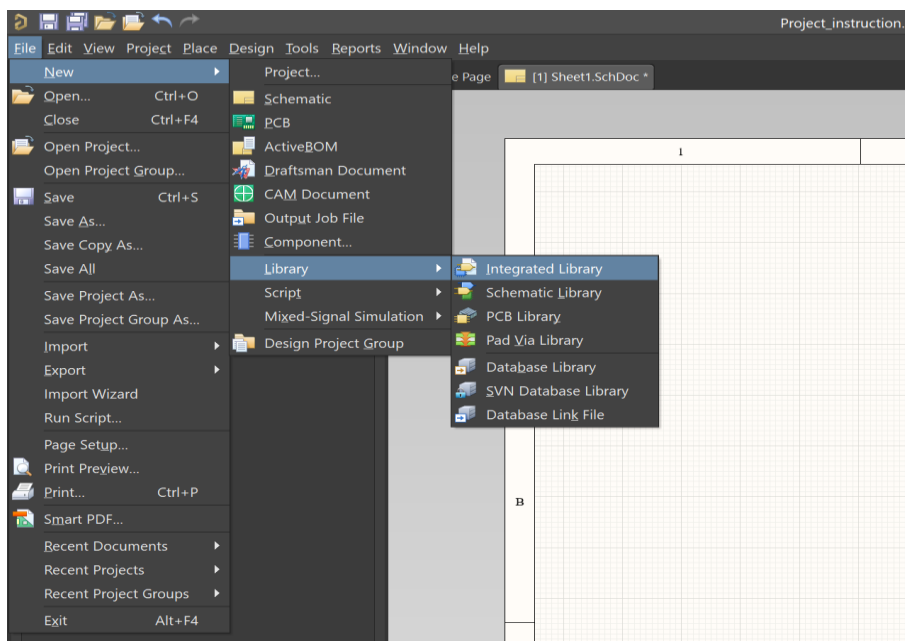 Project_instruction.
File Edit View Project Place Design Tools Reports Window Help
e Page
[1] Sheet1.SchDoc *
New
Open... Ctrl+O
Close Ctrl+F4
Open Project...
Open Project Group...
Save Ctrl+S
Save As...
Save Copy As...
Save All
Save Project As...
Save Project Group As...
Import
Export
Import Wizard
Run Script...
Page Setup...
Print Preview...
Print... Ctrl+P
Smart PDF...
Recent Documents
Recent Projects
Recent Project Groups
Exit Alt+F4
Project...
Schematic
PCB
ActiveBOM
Draftsman Document
CAM Document
Output Job File
Component...
Library
Script
Mixed-Signal Simulation
Design Project Group
Integrated Library
Schematic Library
PCB Library
Pad Via Library
Database Library
SVN Database Library
Database Link File
1
B